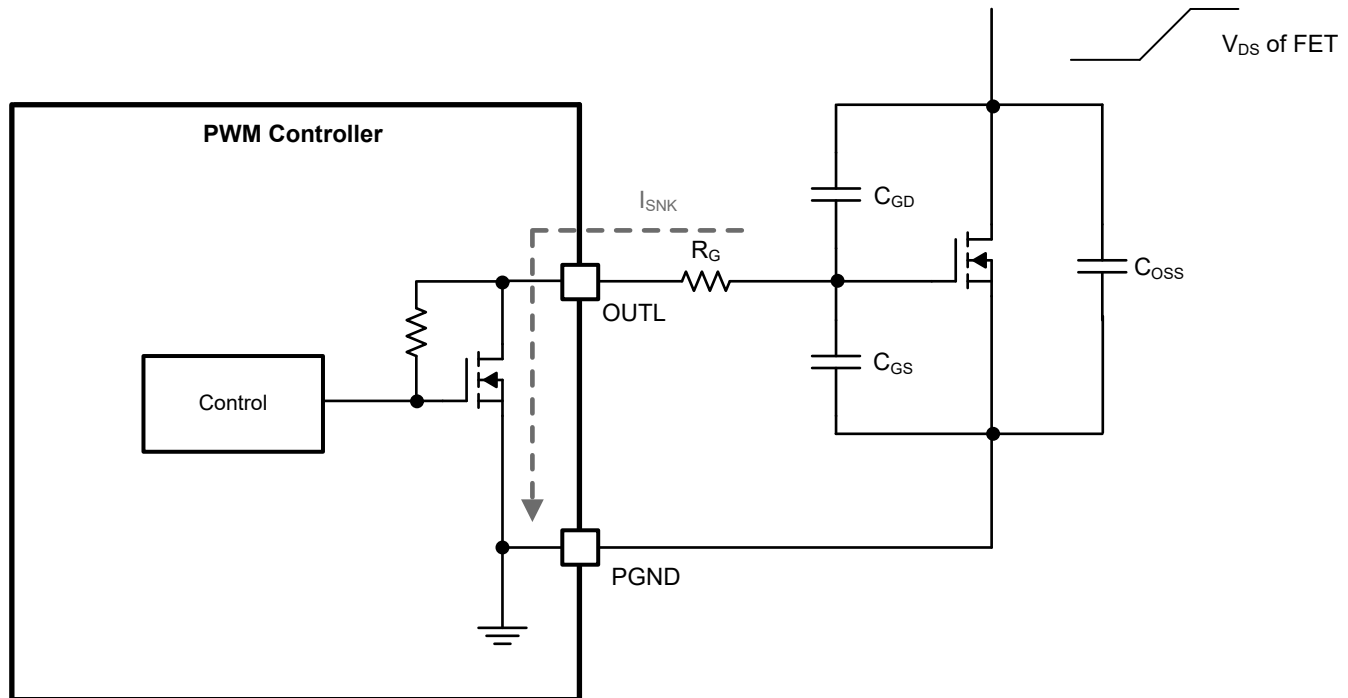 V_DS of FET
PWM Controller
I_SNK
C_GD
R_G
C_OSS
OUTL
C_GS
Control
PGND